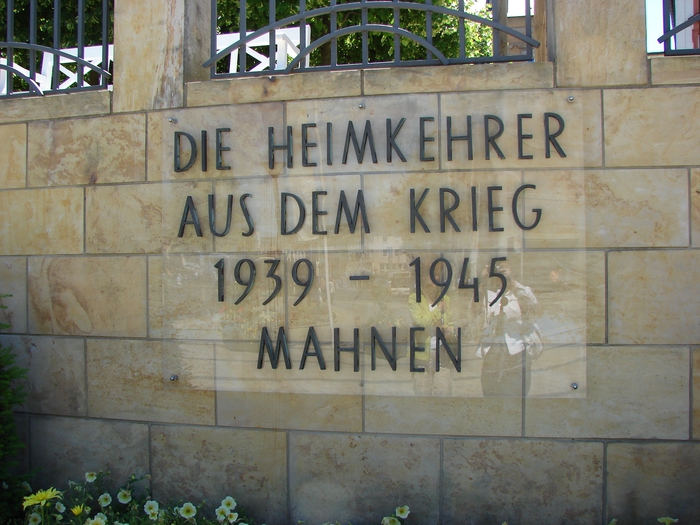 DIE HEIMKEHRER
AUS DEM KRIEG
1939 - 1945
MAHNEN